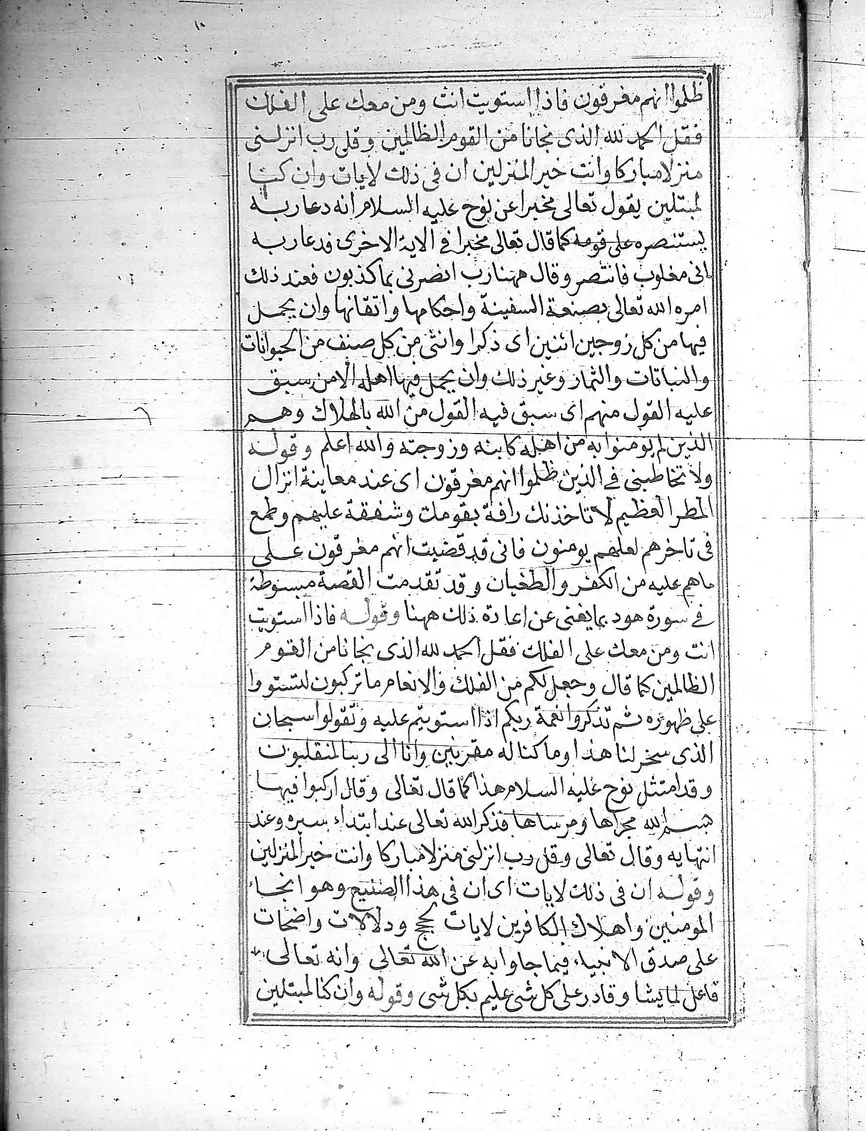 ظلموا انهم مغرقون فاذا استويت انت ومن معك على الفلك
فقل الحمد لله الذى نجانا من القوم الظالمين وقل رب انزلنى
منزلا مباركا وانت خير المنزلين ان فى ذلك لايات وان كنا
لمبتلين يقول تعالى مخبرا عن نوح عليه السلام انه دعا ربه
يستنصره على قومه كما قال تعالى مخبرا فى الاية الاخرى فدعا ربه
انى مغلوب فانتصر وقال ههنا رب انصرنى بما كذبون فعند ذلك
امره الله تعالى بصنعة السفينة واحكامها واتقانها وان يحمل
فيها من كل زوجين اثنين اى ذكرا وانثى من كل صنف من الحيوانات
والنباتات والثمار وغير ذلك وان يحمل فيها اهله الا من سبق
عليه القول منهم اى سبق فيه القول من الله بالهلاك وهم
الذين لم يومنوا به من اهله كابنه وزوجته والله اعلم وقوله
ولا تخاطبنى فى الذين ظلموا انهم مغرقون اى عند معاينة انزال
المطر العظيم لا تاخذنك رافة بقومك وشفقة عليهم وطمع
فى تاخرهم لعلهم يومنون فانى قد قضيت انهم مغرقون على
ماهم عليه من الكفر والطغيان وقد تقدمت القصة مبسوطة
فى سورة هود بما يغنى عن اعادة ذلك ههنا وقوله فاذا استويت
انت ومن معك على الفلك فقل الحمد لله الذى نجانا من القوم
الظالمين كما قال وجعل لكم من الفلك والانعام ما تركبون لتستووا
على ظهوره ثم تذكروا نعمة ربكم اذا استويتم عليه وتقولوا سبحان
الذى سخر لنا هذا وما كنا له مقرنين وانا الى ربنا لمنقلبون
وقد امتثل نوح عليه السلام هذا كما قال تعالى وقال اركبوا فيها
بسم الله مجراها ومرساها فذكر الله تعالى عند ابتداء سيره وعند
انتهايه وقال تعالى وقل رب انزلنى منزلا مباركا وانت خير المنزلين
وقوله ان فى ذلك لايات اى ان فى هذا الصنيع وهو انجاء
المومنين واهلاك الكافرين لايات لحجج ودلالات واضحات
على صدق الانبياء فيما جاوا به عن الله تعالى وانه تعالى
فاعل لما يشا وقادر على كل شى عليم بكل شى وقوله وان كنا لمبتلين